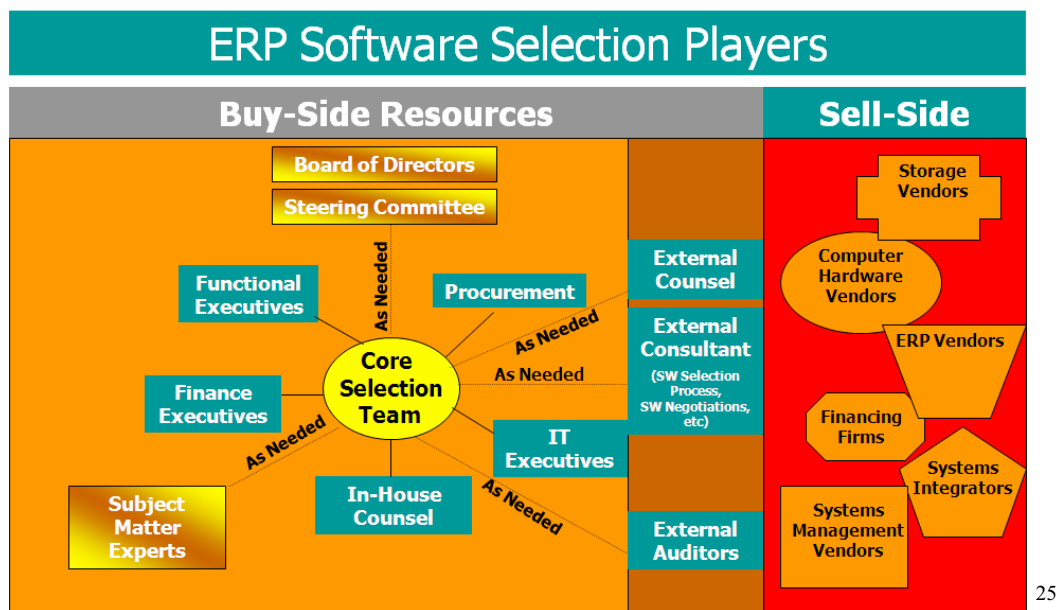 ERP Software Selection Players
Buy-Side Resources
Sell-Side
Board of Directors
Steering Committee
As Needed
Functional
Executives
Procurement
Finance
Executives
Core
Selection
Team
As Needed
As Needed
As Needed
As Needed
IT
Executives
In-House
Counsel
Subject
Matter
Experts
External
Counsel
External
Consultant
(SW Selection
Process,
SW Negotiations,
etc)
External
Auditors
Storage
Vendors
Computer
Hardware
Vendors
ERP Vendors
Financing
Firms
Systems
Integrators
Systems
Management
Vendors
25